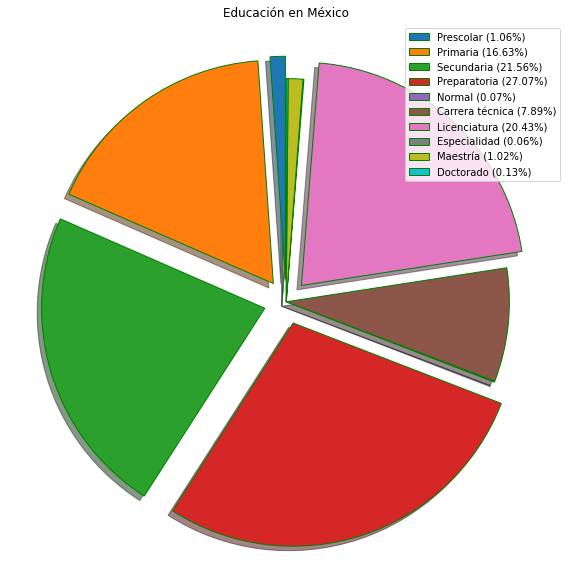 Educación en México
Prescolar (1.06%)
Primaria (16.63%)
Secundaria (21.56%)
Preparatoria (27.07%)
Normal (0.07%)
Carrera técnica (7.89%)
Licenciatura (20.43%)
Especialidad (0.06%)
Maestría (1.02%)
Doctorado (0.13%)